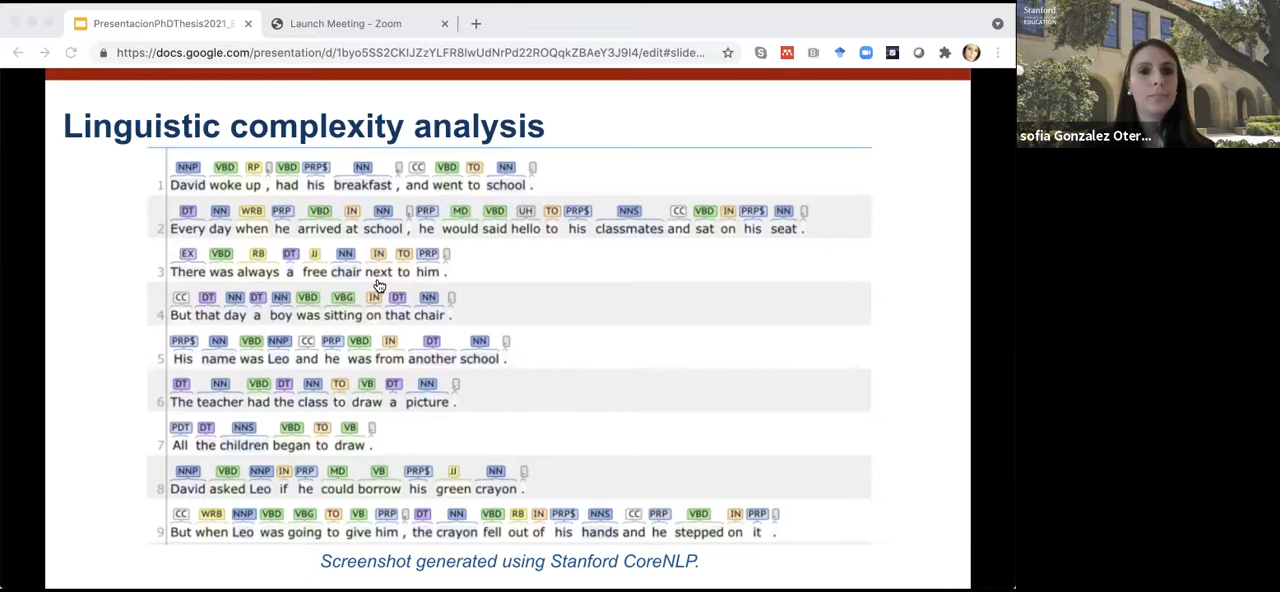 PresentacionPhDThesis2021_E
Launch Meeting - Zoom
https://docs.google.com/presentation/d/1byo5SS2CKIJZzYLFR8lwUdNrPd22ROQqkZBAeY3J9I4/edit#slide...
Stanford
EDUCATION
sofia Gonzalez Oter...
Linguistic complexity analysis
NNP VBD RP , VBD PRP$ NN , CC VBD TO NN .
1 David woke up , had his breakfast , and went to school .
DT NN WRB PRP VBD IN NN , PRP MD VBD UH TO PRP$ NNS CC VBD IN PRP$ NN .
2 Every day when he arrived at school , he would said hello to his classmates and sat on his seat .
EX VBD RB DT JJ NN IN TO PRP .
3 There was always a free chair next to him .
CC DT NN DT NN VBD VBG IN DT NN .
4 But that day a boy was sitting on that chair .
PRP$ NN VBD NNP CC PRP VBD IN DT NN .
5 His name was Leo and he was from another school .
DT NN VBD DT NN TO VB DT NN .
6 The teacher had the class to draw a picture .
PDT DT NNS VBD TO VB .
7 All the children began to draw .
NNP VBD NNP IN PRP MD VB PRP$ JJ NN .
8 David asked Leo if he could borrow his green crayon .
CC WRB NNP VBD VBG TO VB PRP , DT NN VBD RB IN PRP$ NNS CC PRP VBD IN PRP .
9 But when Leo was going to give him , the crayon fell out of his hands and he stepped on it .
Screenshot generated using Stanford CoreNLP.